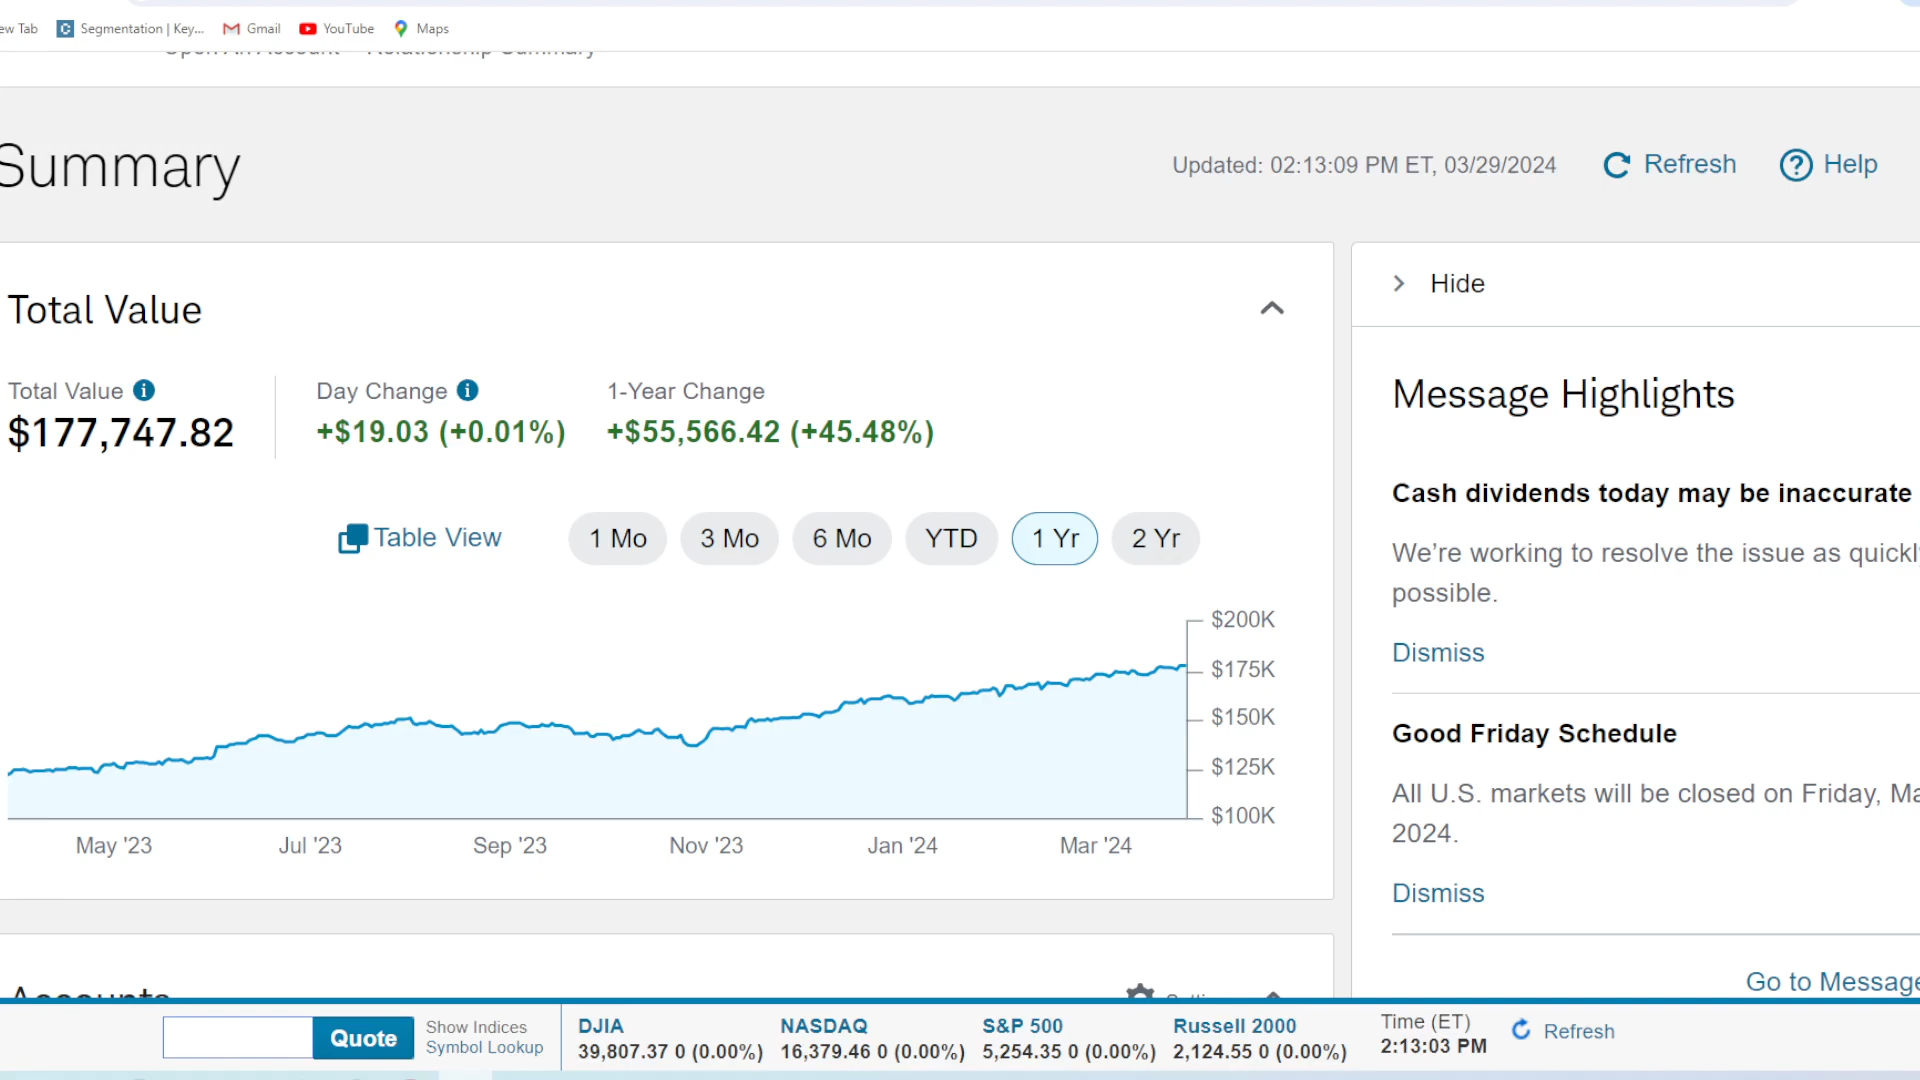 ew Tab Segmentation | Key... Gmail YouTube Maps
Open An Account Relationship Summary
Summary
Updated: 02:13:09 PM ET, 03/29/2024 Refresh Help
Total Value
Total Value Day Change 1-Year Change
$177,747.82 +$19.03 (+0.01%) +$55,566.42 (+45.48%)
Table View 1 Mo 3 Mo 6 Mo YTD 1 Yr 2 Yr
$200K
$175K
$150K
$125K
$100K
May '23 Jul '23 Sep '23 Nov '23 Jan '24 Mar '24
Accounts
Hide
Message Highlights
Cash dividends today may be inaccurate
We're working to resolve the issue as quickly
possible.
Dismiss
Good Friday Schedule
All U.S. markets will be closed on Friday, Ma
2024.
Dismiss
Go to Message
Quote
Show Indices
Symbol Lookup
DJIA NASDAQ S&P 500 Russell 2000 Time (ET)
39,807.37 0 (0.00%) 16,379.46 0 (0.00%) 5,254.35 0 (0.00%) 2,124.55 0 (0.00%) 2:13:03 PM
Refresh